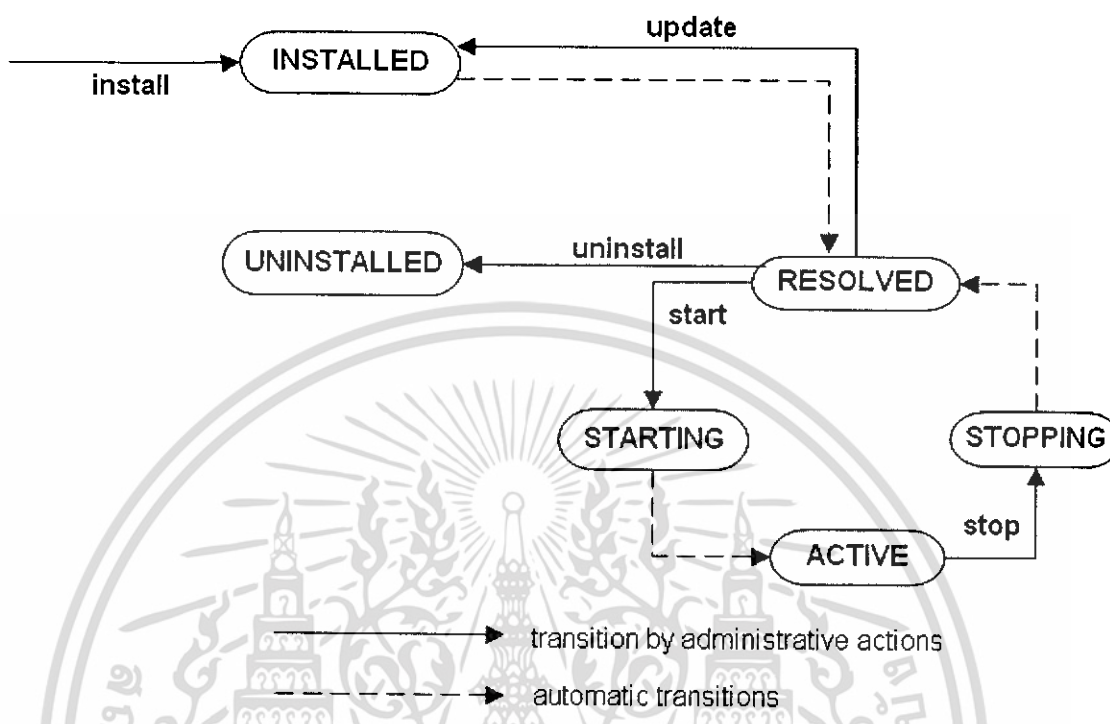 update
INSTALLED
install
uninstall
UNINSTALLED
RESOLVED
start
STARTING
STOPPING
stop
ACTIVE
transition by administrative actions
automatic transitions